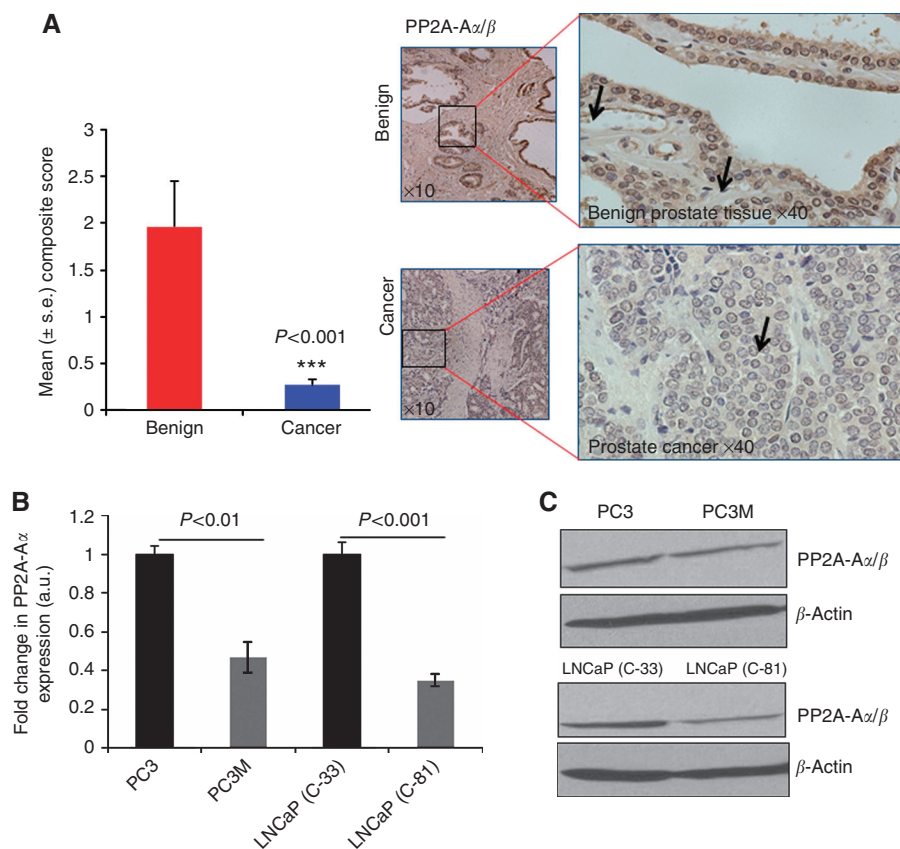 A
PP2A-Aα/β
Mean (± s.e.) composite score
3
2.5
2
1.5
1
0.5
0
P<0.001
***
Benign
Cancer
Benign
×10
Benign prostate tissue ×40
Cancer
×10
Prostate cancer ×40
B
Fold change in PP2A-Aα
expression (a.u.)
1.2
1
0.8
0.6
0.4
0.2
0
P<0.01
P<0.001
PC3
PC3M
LNCaP (C-33)
LNCaP (C-81)
C
PC3 PC3M
PP2A-Aα/β
β-Actin
LNCaP (C-33) LNCaP (C-81)
PP2A-Aα/β
β-Actin